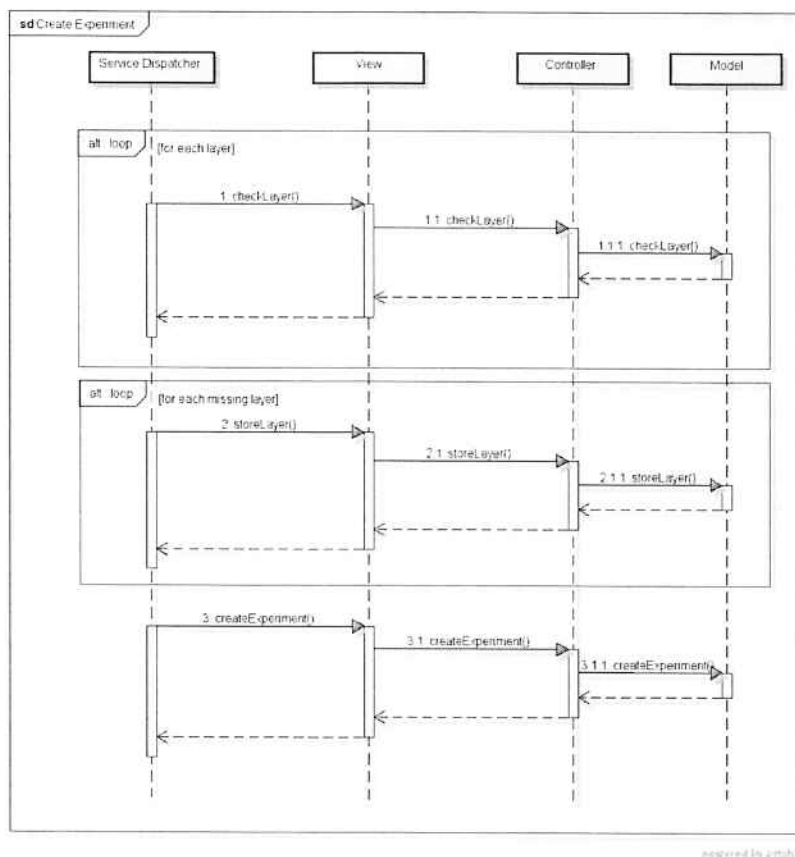 sd Create Experiment
Service Dispatcher
View
Controller
Model
alt loop
[for each layer]
1 checkLayer()
1.1 checkLayer()
1.1.1 checkLayer()
alt loop
[for each missing layer]
2 storeLayer()
2.1 storeLayer()
2.1.1 storeLayer()
3 createExperiment()
3.1 createExperiment()
3.1.1 createExperiment()
powered by